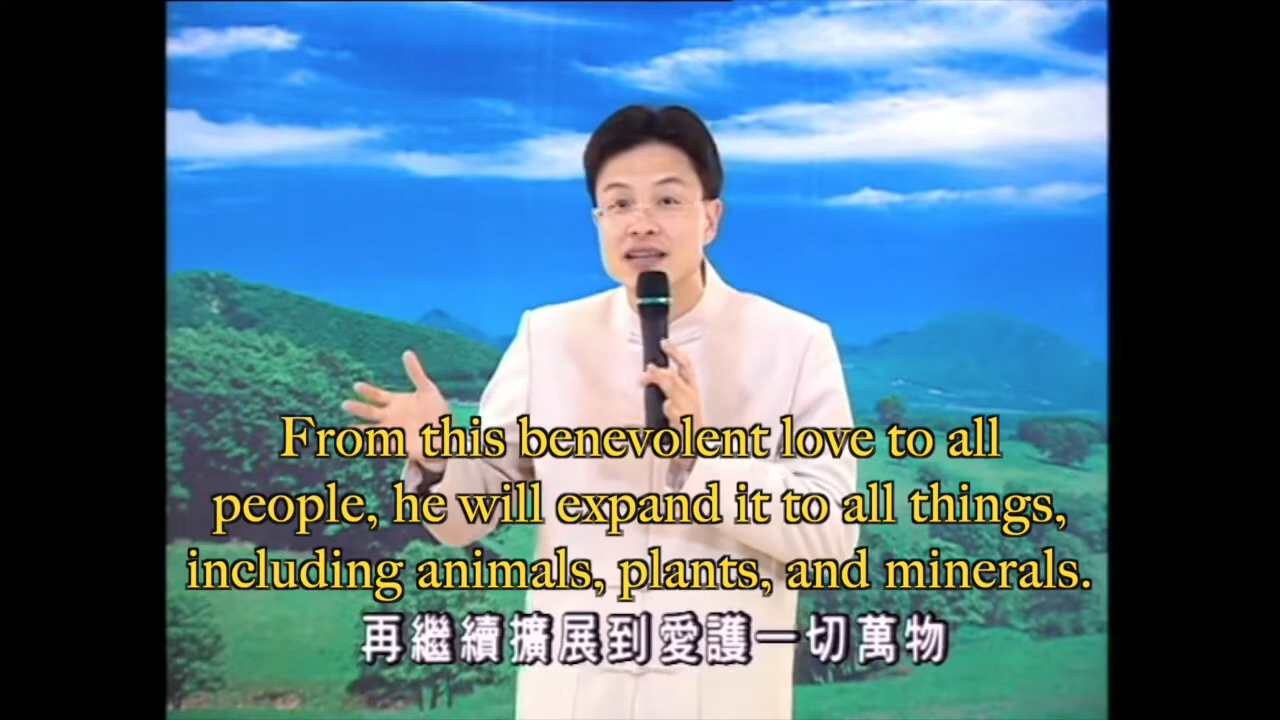 From this benevolent love to all
people, he will expand it to all things,
including animals, plants, and minerals.
再繼續擴展到愛護一切萬物